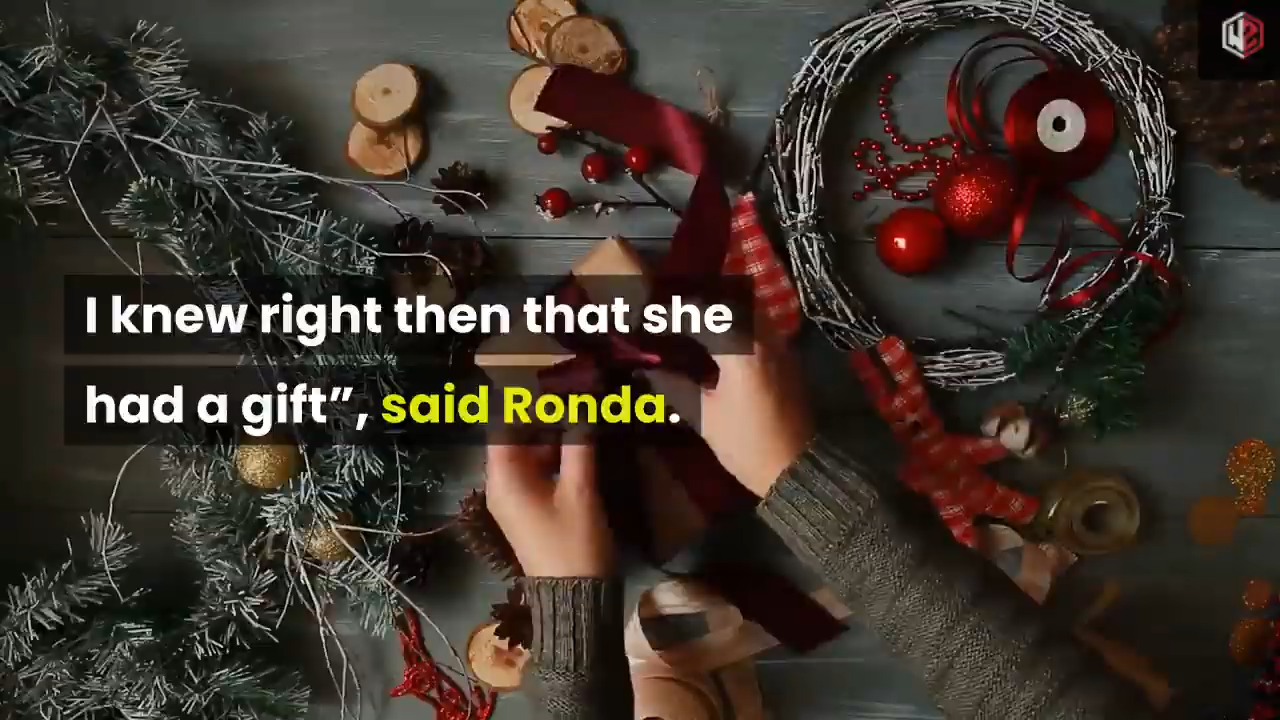 I knew right then that she
had a gift”, said Ronda.